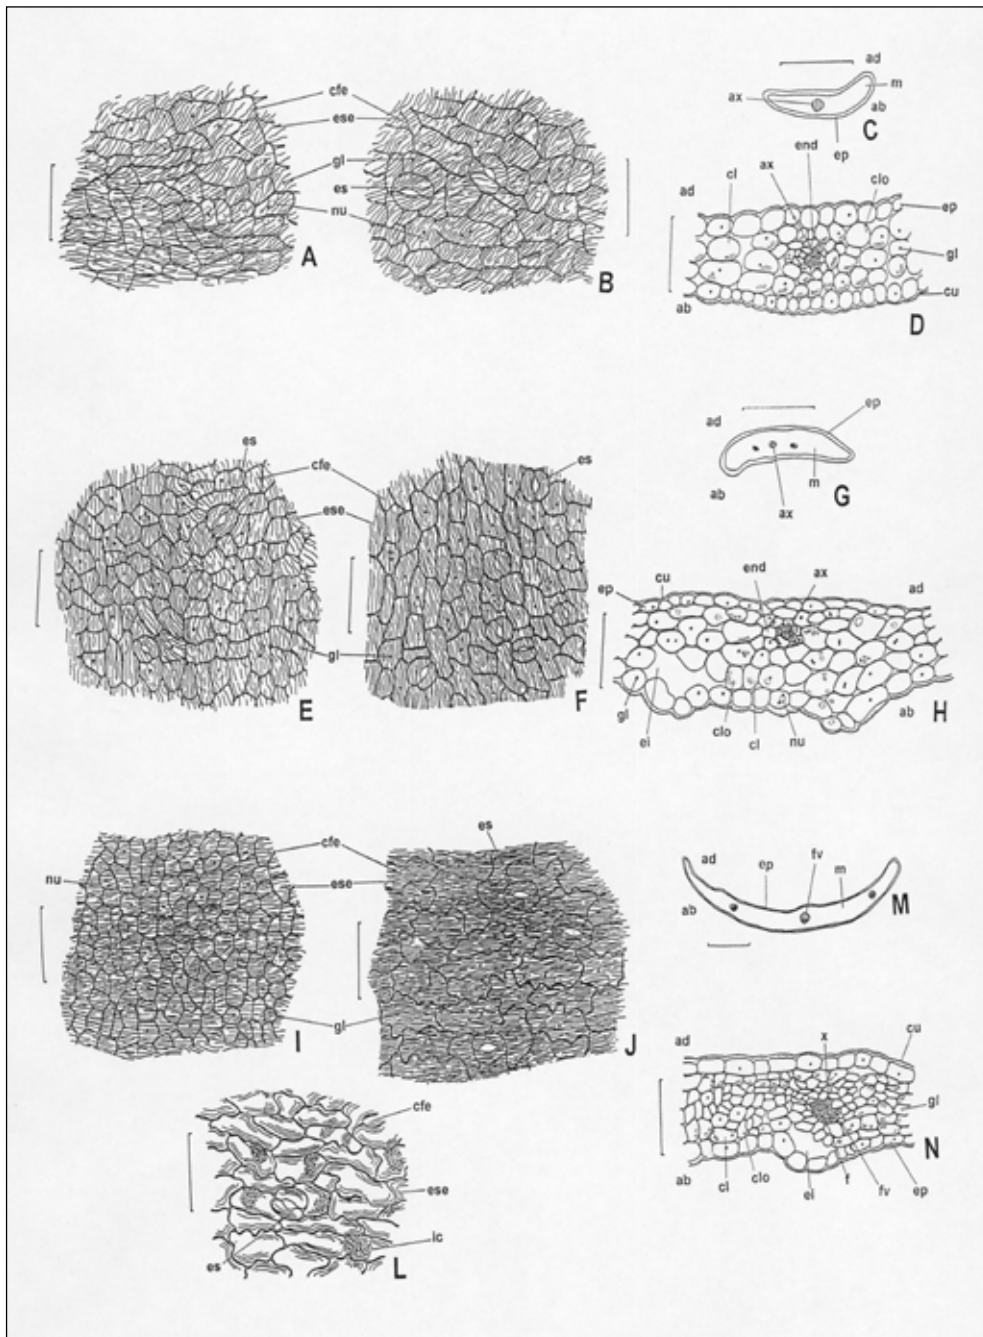 cfe
ese
gl
es
nu
A
B
ad
m
ax
ab
ep
C
end
ax
cl
clo
ad
ep
gl
cu
ab
D
es
cfe
ese
gl
E
es
F
ep
ad
m
ab
ax
G
end
ax
cu
ep
ad
gl
ei
clo
cl
nu
ab
H
es
cfe
nu
ese
gl
I
J
fv
ep
m
ad
ab
M
cfe
ese
lc
es
L
x
cu
ad
gl
ab
cl
clo
ei
f
fv
ep
N